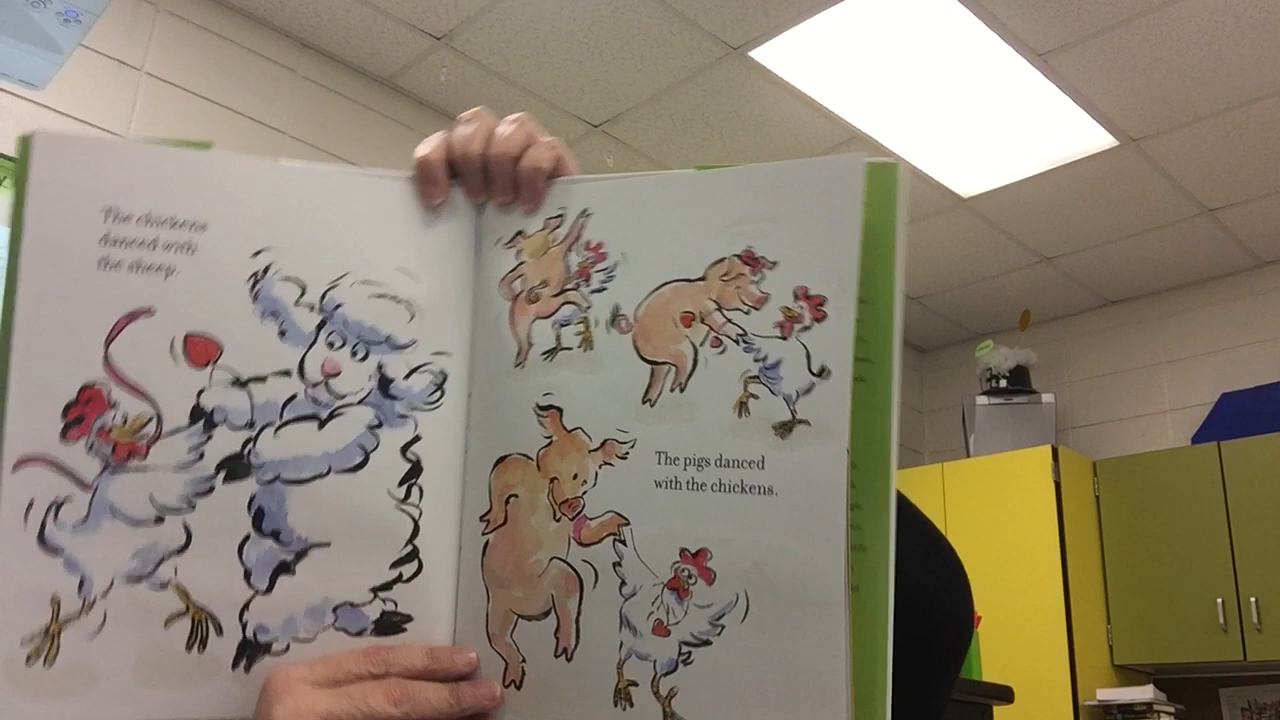 The chickens
danced with
the sheep.
The pigs danced
with the chickens.